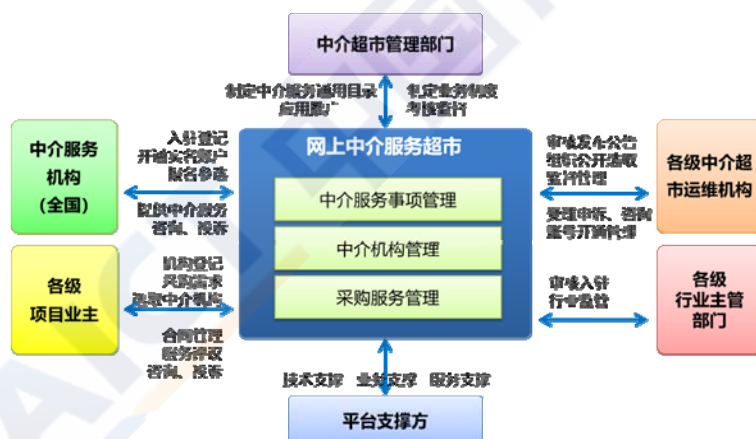 中介超市管理部门
制定中介服务通用目录
应用推广
制定业务制度
考核监督
中介服务
机构
（全国）
入驻登记
开通实名账户
报名参选
提供中介服务
咨询、投诉
网上中介服务超市
中介服务事项管理
中介机构管理
采购服务管理
审核发布公告
组织公开选取
监督管理
受理申诉、咨询
账号开通管理
各级中介超
市运维机构
各级
项目业主
机构登记
采购需求
选取中介机构
合同管理
服务评议
咨询、投诉
审核入驻
行业监管
各级
行业主管
部门
技术支撑 业务支撑 服务支撑
平台支撑方